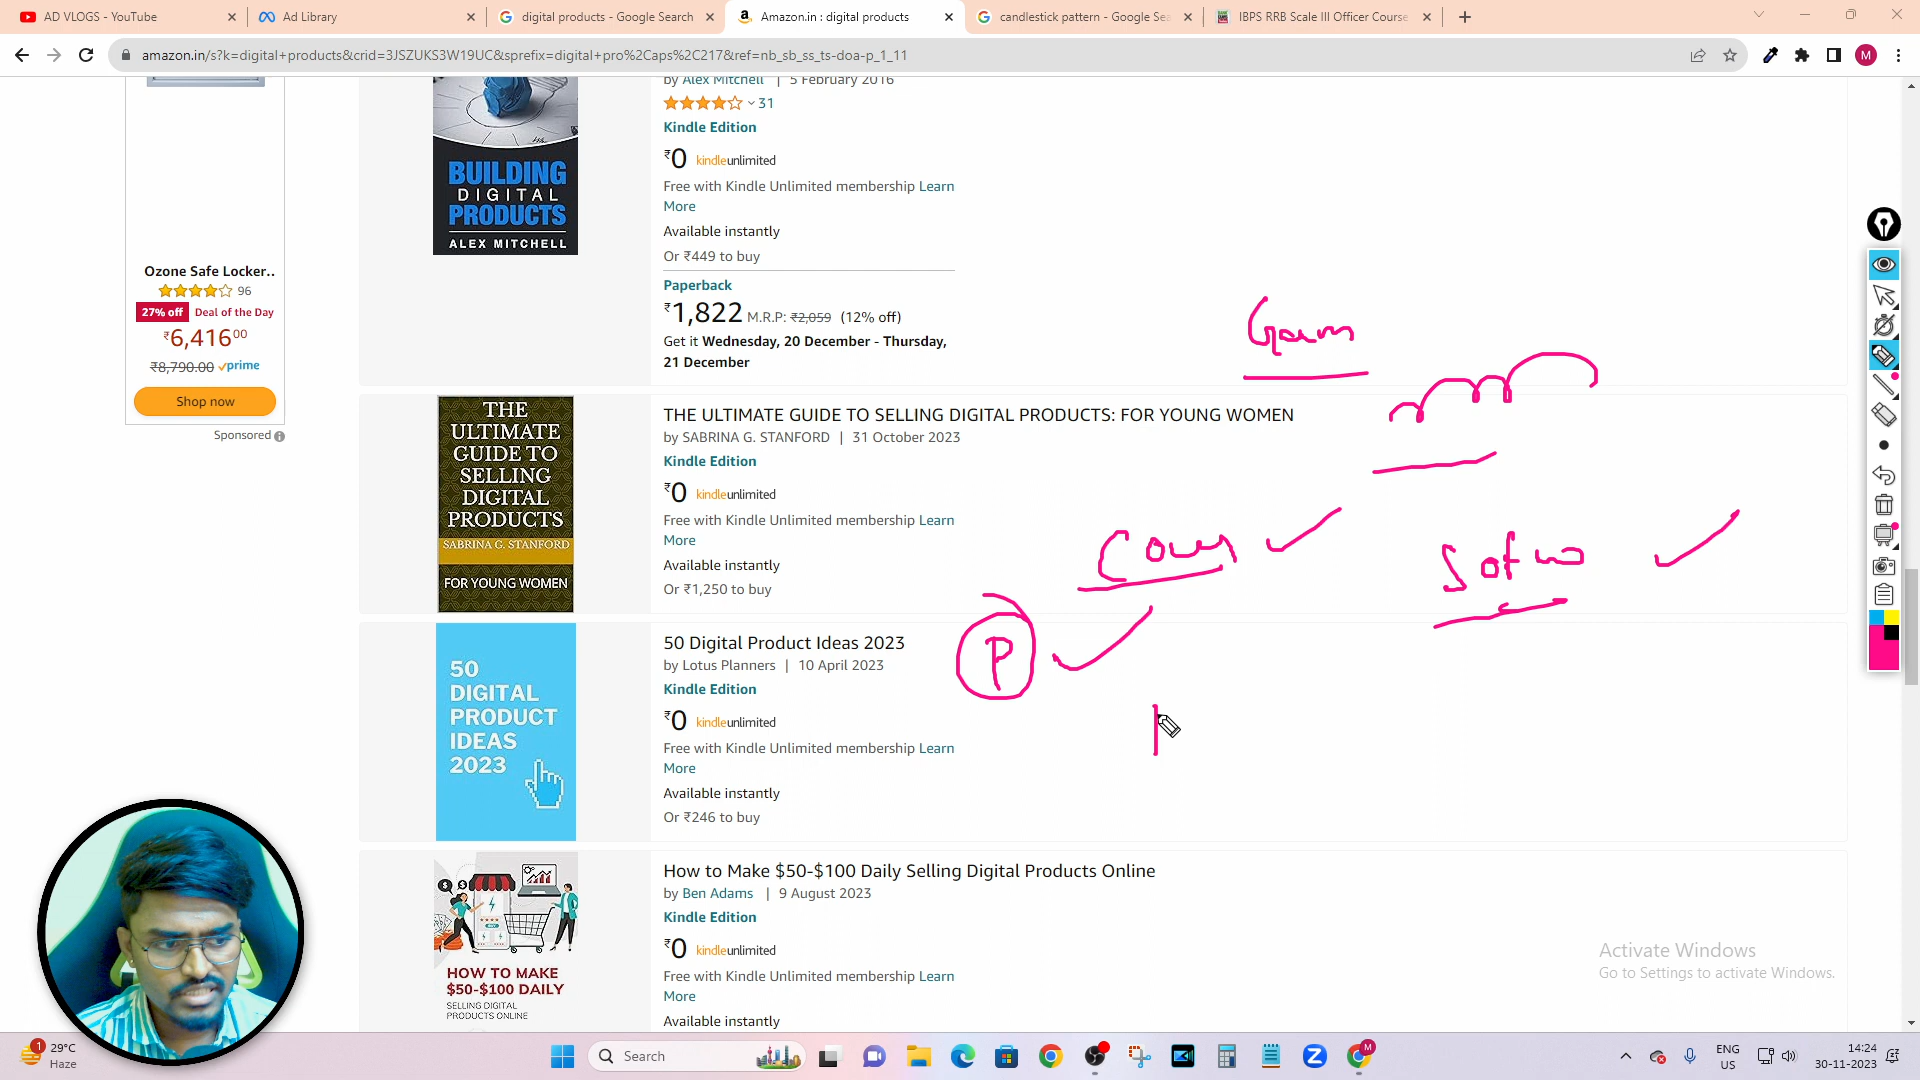 AD VLOGS - YouTube
Ad Library
digital products - Google Search
Amazon.in : digital products
candlestick pattern - Google Sea
IBPS RRB Scale III Officer Course
amazon.in/s?k=digital+products&crid=3JSZUKS3W19UC&sprefix=digital+pro%2Caps%2C217&ref=nb_sb_ss_ts-doa-p_1_11
M
by Alex Mitchell | 5 February 2016
31
Kindle Edition
₹0 kindleunlimited
Free with Kindle Unlimited membership Learn
More
Available instantly
Or ₹449 to buy
Paperback
₹1,822 M.R.P: ₹2,059 (12% off)
Get it Wednesday, 20 December - Thursday,
21 December
BUILDING
DIGITAL
PRODUCTS
ALEX MITCHELL
Ozone Safe Locker..
96
27% off Deal of the Day
₹6,41600
₹8,790.00 prime
Shop now
Sponsored
THE
ULTIMATE
GUIDE TO
SELLING
DIGITAL
PRODUCTS
SABRINA G. STANFORD
FOR YOUNG WOMEN
THE ULTIMATE GUIDE TO SELLING DIGITAL PRODUCTS: FOR YOUNG WOMEN
by SABRINA G. STANFORD | 31 October 2023
Kindle Edition
₹0 kindleunlimited
Free with Kindle Unlimited membership Learn
More
Available instantly
Or ₹1,250 to buy
P
50
DIGITAL
PRODUCT
IDEAS
2023
50 Digital Product Ideas 2023
by Lotus Planners | 10 April 2023
Kindle Edition
₹0 kindleunlimited
Free with Kindle Unlimited membership Learn
More
Available instantly
Or ₹246 to buy
HOW TO MAKE
$50-$100 DAILY
SELLING DIGITAL
PRODUCTS ONLINE
How to Make $50-$100 Daily Selling Digital Products Online
by Ben Adams | 9 August 2023
Kindle Edition
₹0 kindleunlimited
Free with Kindle Unlimited membership Learn
More
Available instantly
Activate Windows
Go to Settings to activate Windows.
1
29°C
Haze
Search
M
ENG
US
14:24
30-11-2023